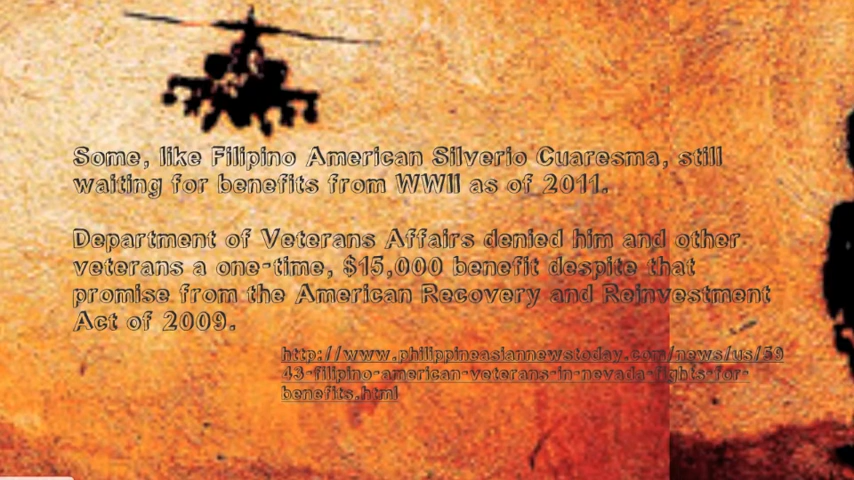 Some, like Filipino American Silverio Cuaresma, still
waiting for benefits from WWII as of 2011.
Department of Veterans Affairs denied him and other
veterans a one-time, $15,000 benefit despite that
promise from the American Recovery and Reinvestment
Act of 2009.
http://www.philippineasiannewstoday.com/news/us/59
43-filipino-american-veterans-in-nevada-fights-for-
benefits.html